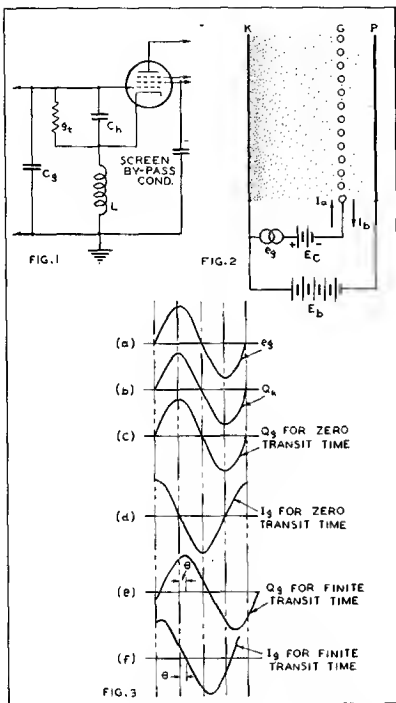 gt
Ch
Cg
L
SCREEN
BY-PASS
COND.
FIG.1
K
G
P
Ia
Ib
eg
+
-
Ec
Eb
FIG.2
(a)
eg
(b)
Qk
(c)
Qg FOR ZERO
TRANSIT TIME
(d)
Ig FOR ZERO
TRANSIT TIME
θ
(e)
Qg FOR FINITE
TRANSIT TIME
(f)
Ig FOR FINITE
TRANSIT TIME
θ
FIG.3